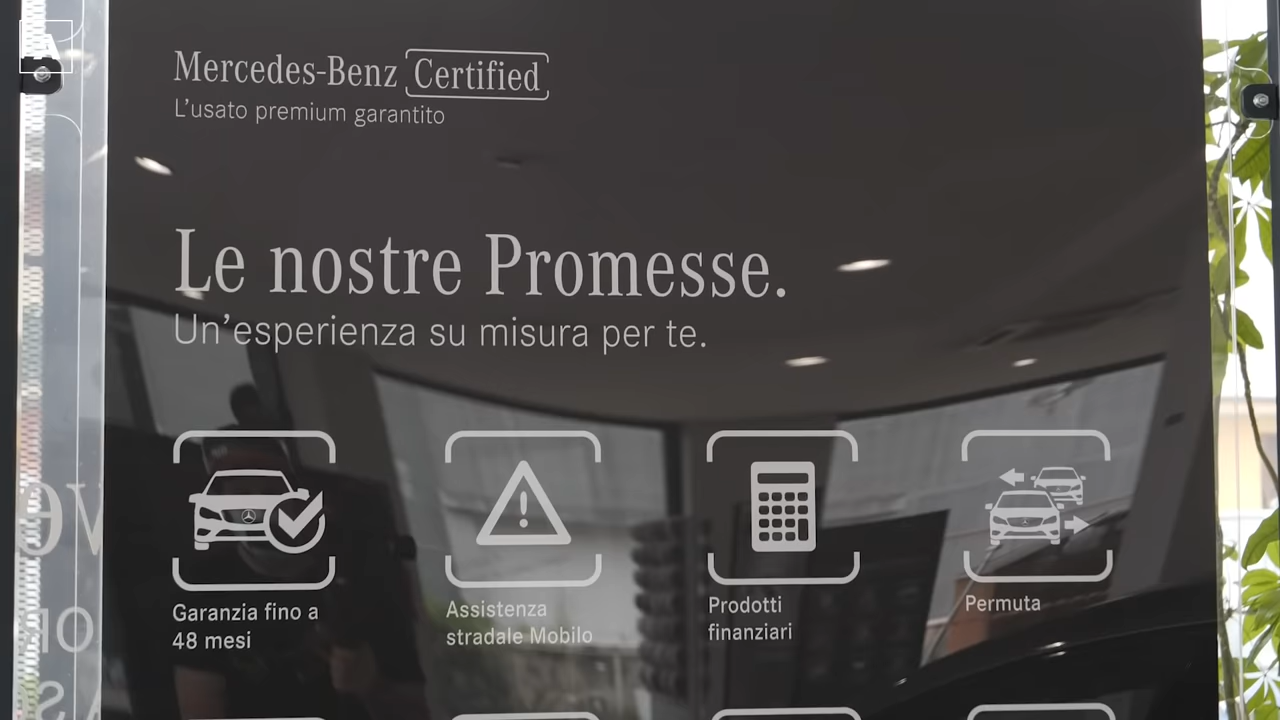 Mercedes-Benz Certified
L'usato premium garantito
Le nostre Promesse.
Un'esperienza su misura per te.
Garanzia fino a
48 mesi
Assistenza
stradale Mobilo
Prodotti
finanziari
Permuta